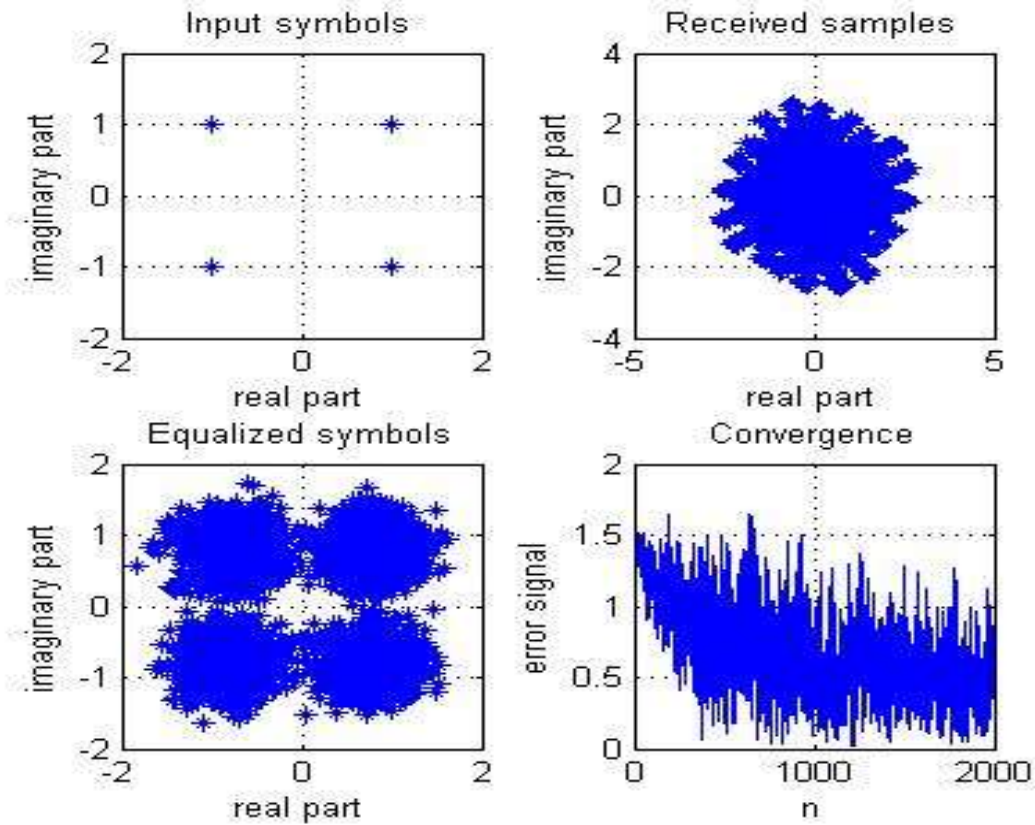 Input symbols
imaginary part
2
1
0
-1
-2
-2
0
2
real part
Received samples
imaginary part
4
2
0
-2
-4
-5
0
5
real part
Equalized symbols
imaginary part
2
1
0
-1
-2
-2
0
2
real part
Convergence
error signal
2
1.5
1
0.5
0
0
1000
2000
n